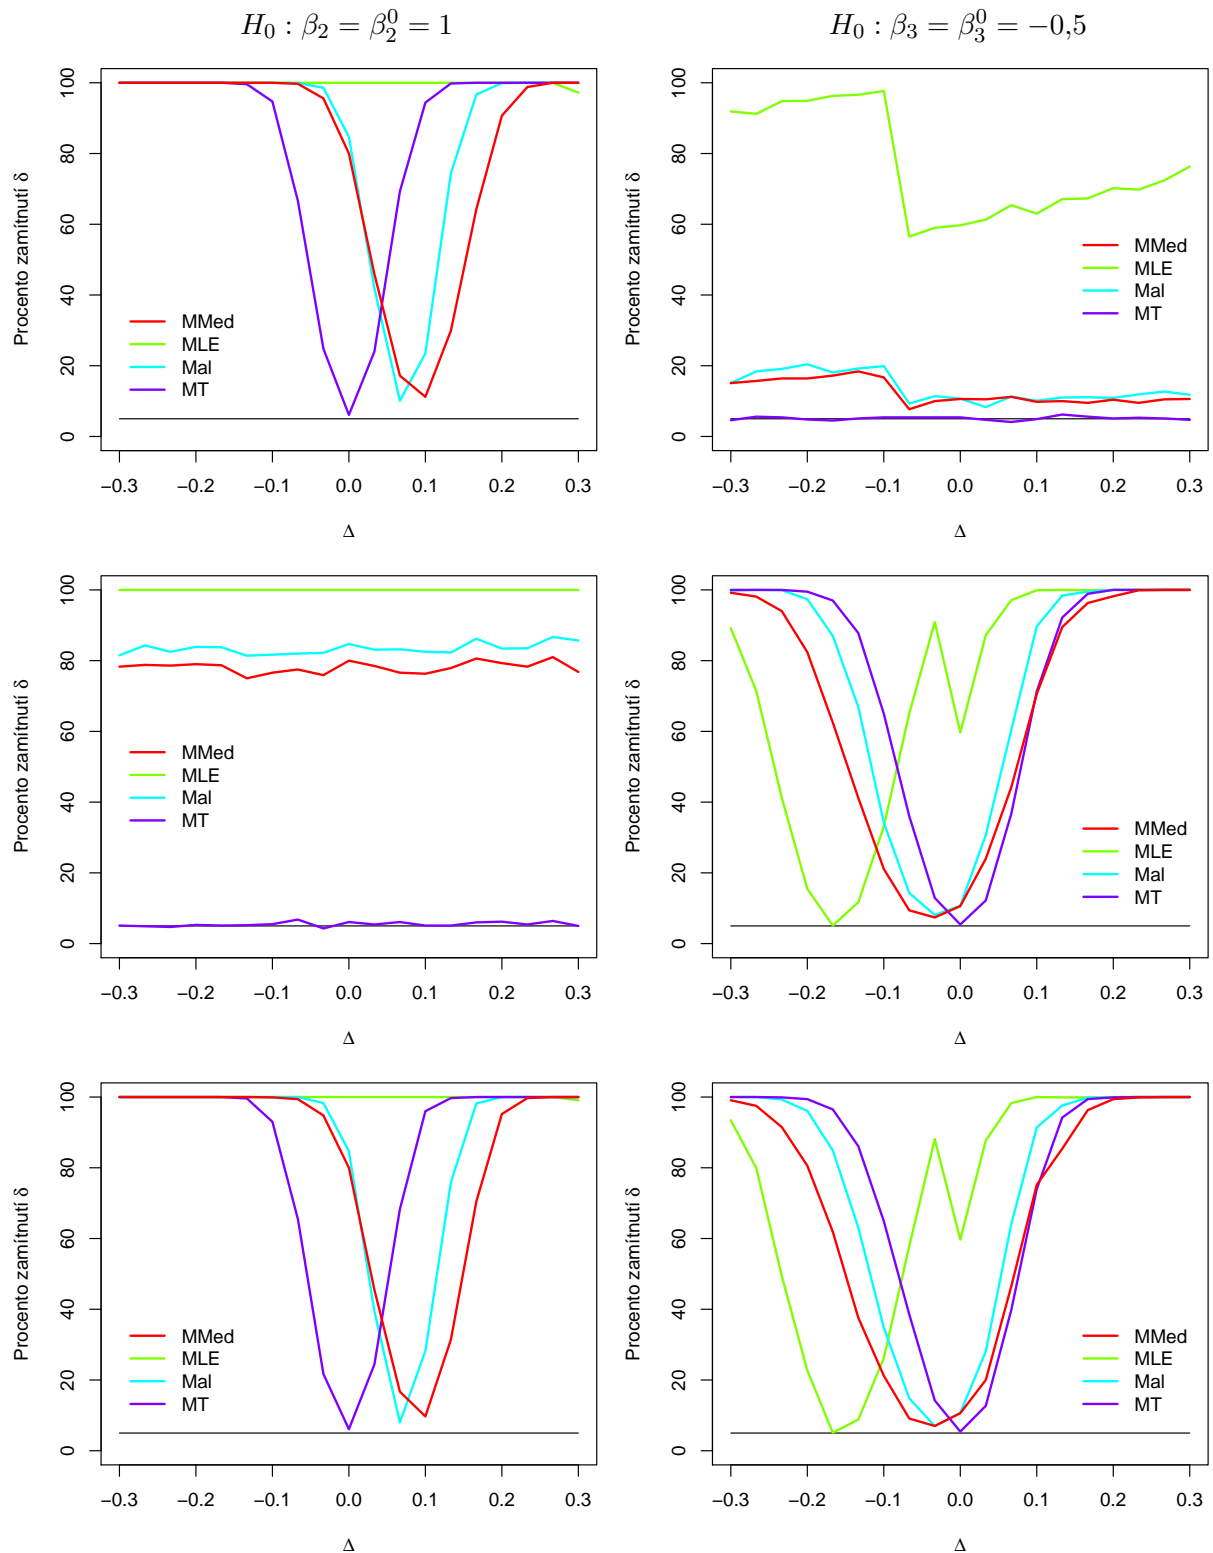 H₀ : β₂ = β₂⁰ = 1
H₀ : β₃ = β₃⁰ = −0,5
Procento zamítnutí δ
100
80
60
40
20
0
MMed
MLE
Mal
MT
−0.3 −0.2 −0.1 0.0 0.1 0.2 0.3
Δ
Procento zamítnutí δ
100
80
60
40
20
0
MMed
MLE
Mal
MT
−0.3 −0.2 −0.1 0.0 0.1 0.2 0.3
Δ
Procento zamítnutí δ
100
80
60
40
20
0
MMed
MLE
Mal
MT
−0.3 −0.2 −0.1 0.0 0.1 0.2 0.3
Δ
Procento zamítnutí δ
100
80
60
40
20
0
MMed
MLE
Mal
MT
−0.3 −0.2 −0.1 0.0 0.1 0.2 0.3
Δ
Procento zamítnutí δ
100
80
60
40
20
0
MMed
MLE
Mal
MT
−0.3 −0.2 −0.1 0.0 0.1 0.2 0.3
Δ
Procento zamítnutí δ
100
80
60
40
20
0
MMed
MLE
Mal
MT
−0.3 −0.2 −0.1 0.0 0.1 0.2 0.3
Δ